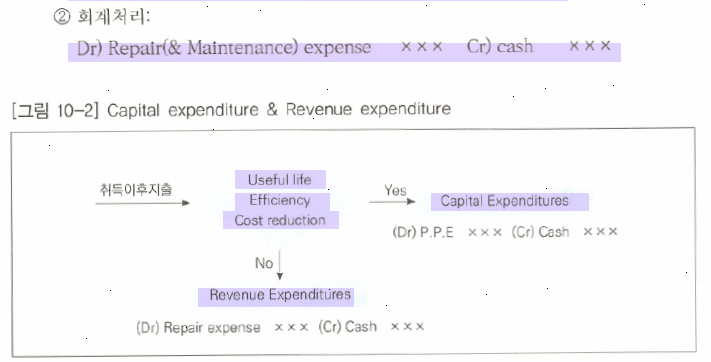 ② 회계처리:
Dr) Repair(& Maintenance) expense ××× Cr) cash ×××
[그림 10-2] Capital expenditure & Revenue expenditure
취득이후지출
Useful life
Efficiency
Cost reduction
Yes
Capital Expenditures
(Dr) P.P.E ××× (Cr) Cash ×××
No
Revenue Expenditures
(Dr) Repair expense ××× (Cr) Cash ×××